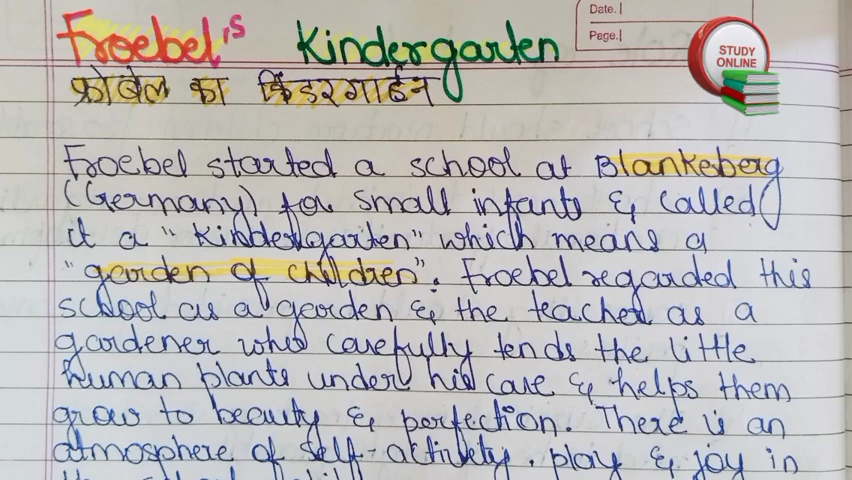 Froebel's Kindergarten
Date.
Page.
STUDY
ONLINE
फ्रोबेल का किंडरगार्डन
Froebel started a school at Blankeberg
(Germany) for small infants & called
it a "Kindergarten" which means a
"garden of children". Froebel regarded this
school as a garden & the teacher as a
gardener who carefully tends the little
human plants under his care & helps them
grow to beauty & perfection. There is an
atmosphere of self-activity, play & joy in